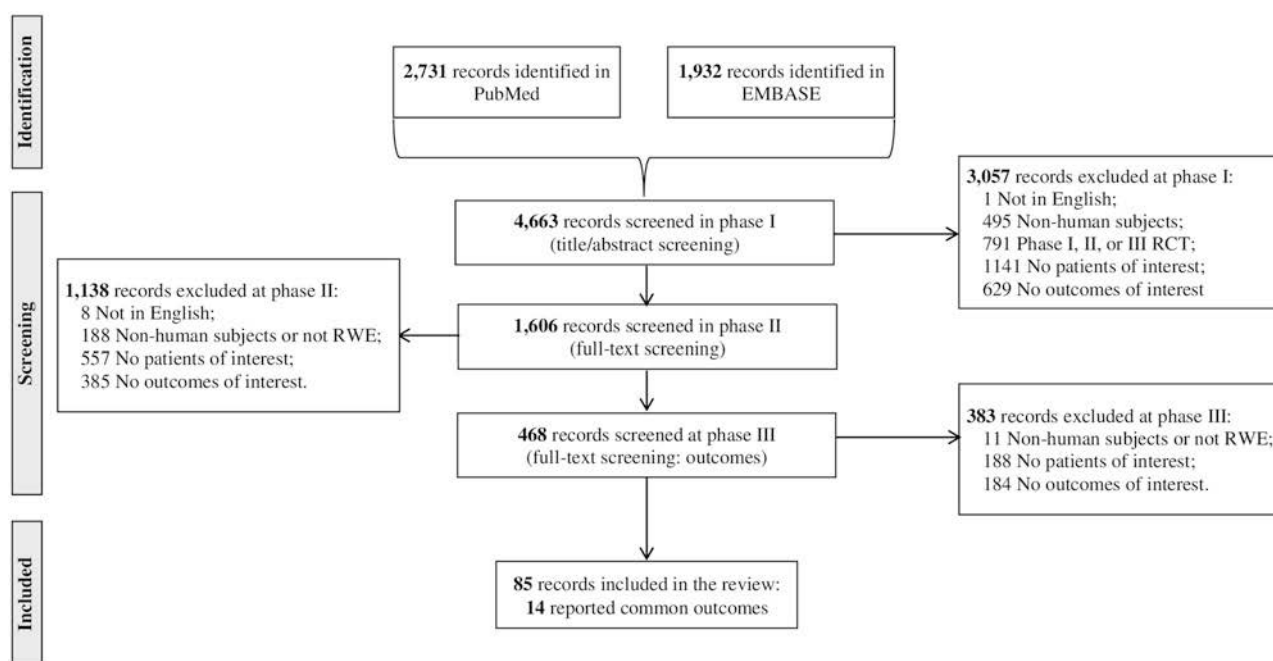 Identification
2,731 records identified in
PubMed
1,932 records identified in
EMBASE
3,057 records excluded at phase I:
1 Not in English;
495 Non-human subjects;
791 Phase I, II, or III RCT;
1141 No patients of interest;
629 No outcomes of interest
Screening
4,663 records screened in phase I
(title/abstract screening)
1,138 records excluded at phase II:
8 Not in English;
188 Non-human subjects or not RWE;
557 No patients of interest;
385 No outcomes of interest.
1,606 records screened in phase II
(full-text screening)
468 records screened at phase III
(full-text screening: outcomes)
383 records excluded at phase III:
11 Non-human subjects or not RWE;
188 No patients of interest;
184 No outcomes of interest.
Included
85 records included in the review:
14 reported common outcomes